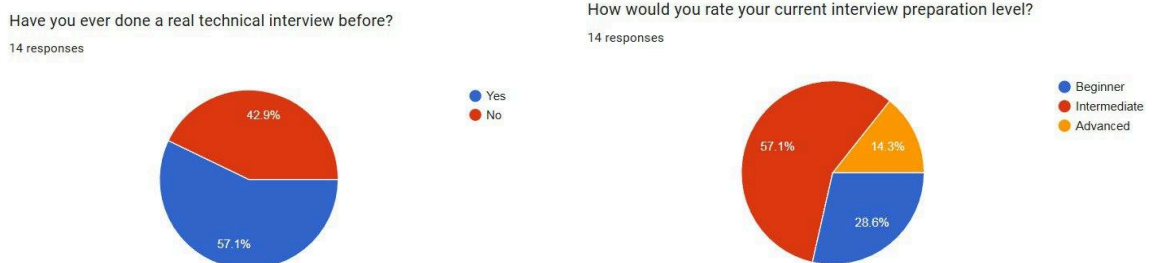 Have you ever done a real technical interview before?
14 responses
42.9%
57.1%
Yes
No
How would you rate your current interview preparation level?
14 responses
57.1%
14.3%
28.6%
Beginner
Intermediate
Advanced